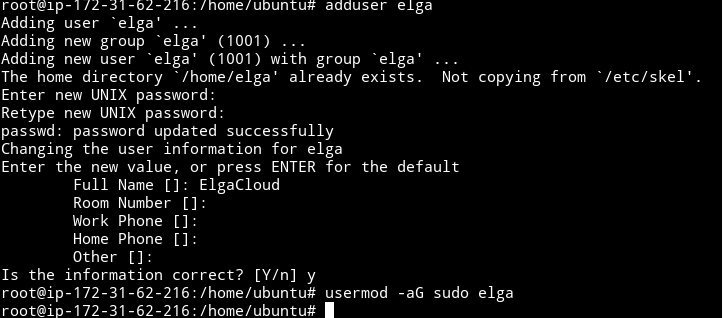 root@ip-172-31-62-216:/home/ubuntu# adduser elga
Adding user `elga' ...
Adding new group `elga' (1001) ...
Adding new user `elga' (1001) with group `elga' ...
The home directory `/home/elga' already exists.  Not copying from `/etc/skel'.
Enter new UNIX password:
Retype new UNIX password:
passwd: password updated successfully
Changing the user information for elga
Enter the new value, or press ENTER for the default
        Full Name []: ElgaCloud
        Room Number []:
        Work Phone []:
        Home Phone []:
        Other []:
Is the information correct? [Y/n] y
root@ip-172-31-62-216:/home/ubuntu# usermod -aG sudo elga
root@ip-172-31-62-216:/home/ubuntu#